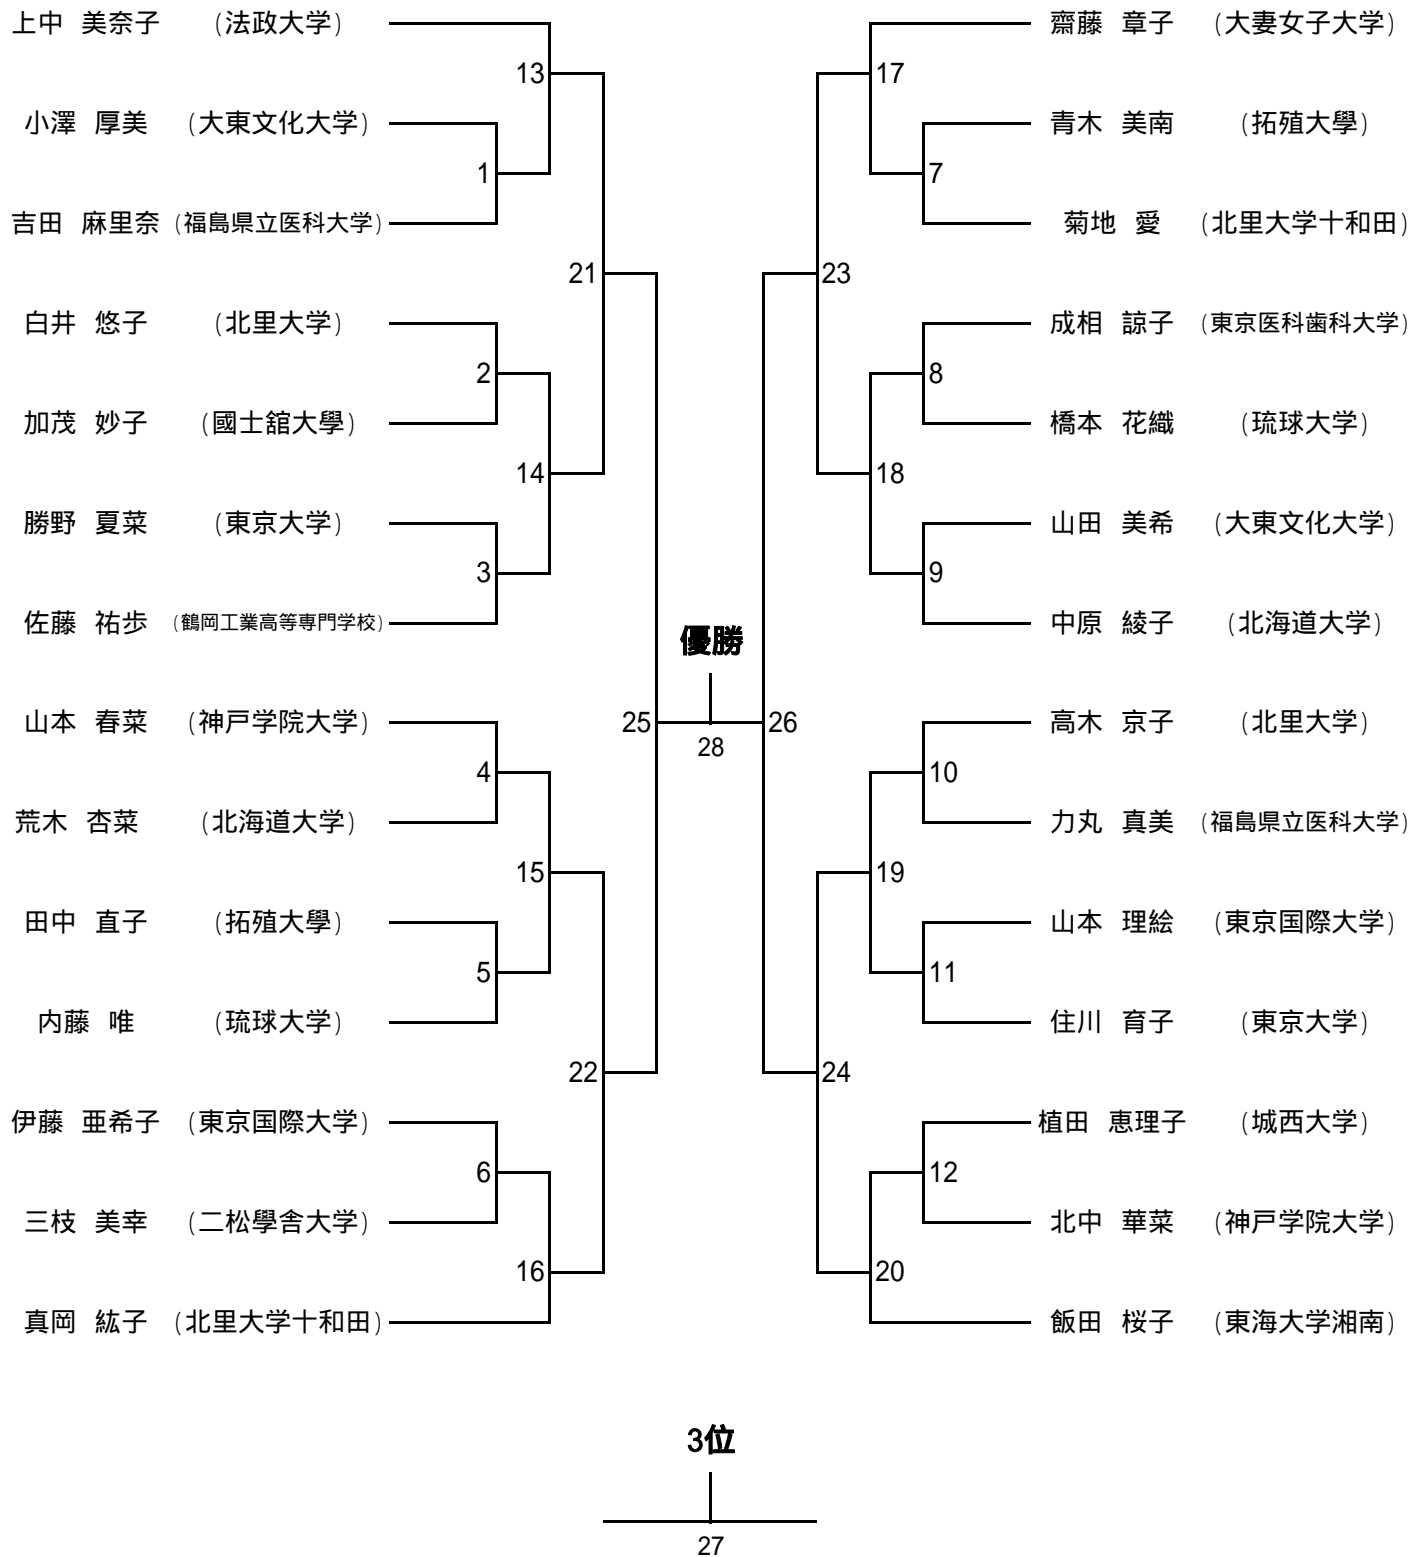 上中 美奈子 (法政大学)
13
小澤 厚美 (大東文化大学)
1
吉田 麻里奈 (福島県立医科大学)
21
白井 悠子 (北里大学)
2
加茂 妙子 (國士舘大學)
14
勝野 夏菜 (東京大学)
3
佐藤 祐歩 (鶴岡工業高等専門学校)
山本 春菜 (神戸学院大学)
25
4
荒木 杏菜 (北海道大学)
15
田中 直子 (拓殖大學)
5
内藤 唯 (琉球大学)
22
伊藤 亜希子 (東京国際大学)
6
三枝 美幸 (二松學舎大学)
16
真岡 紘子 (北里大学十和田)
優勝
28
齋藤 章子 (大妻女子大学)
17
青木 美南 (拓殖大學)
7
菊地 愛 (北里大学十和田)
23
成相 諒子 (東京医科歯科大学)
8
橋本 花織 (琉球大学)
18
山田 美希 (大東文化大学)
9
中原 綾子 (北海道大学)
26
高木 京子 (北里大学)
10
力丸 真美 (福島県立医科大学)
19
山本 理絵 (東京国際大学)
11
住川 育子 (東京大学)
24
植田 恵理子 (城西大学)
12
北中 華菜 (神戸学院大学)
20
飯田 桜子 (東海大学湘南)
3位
27